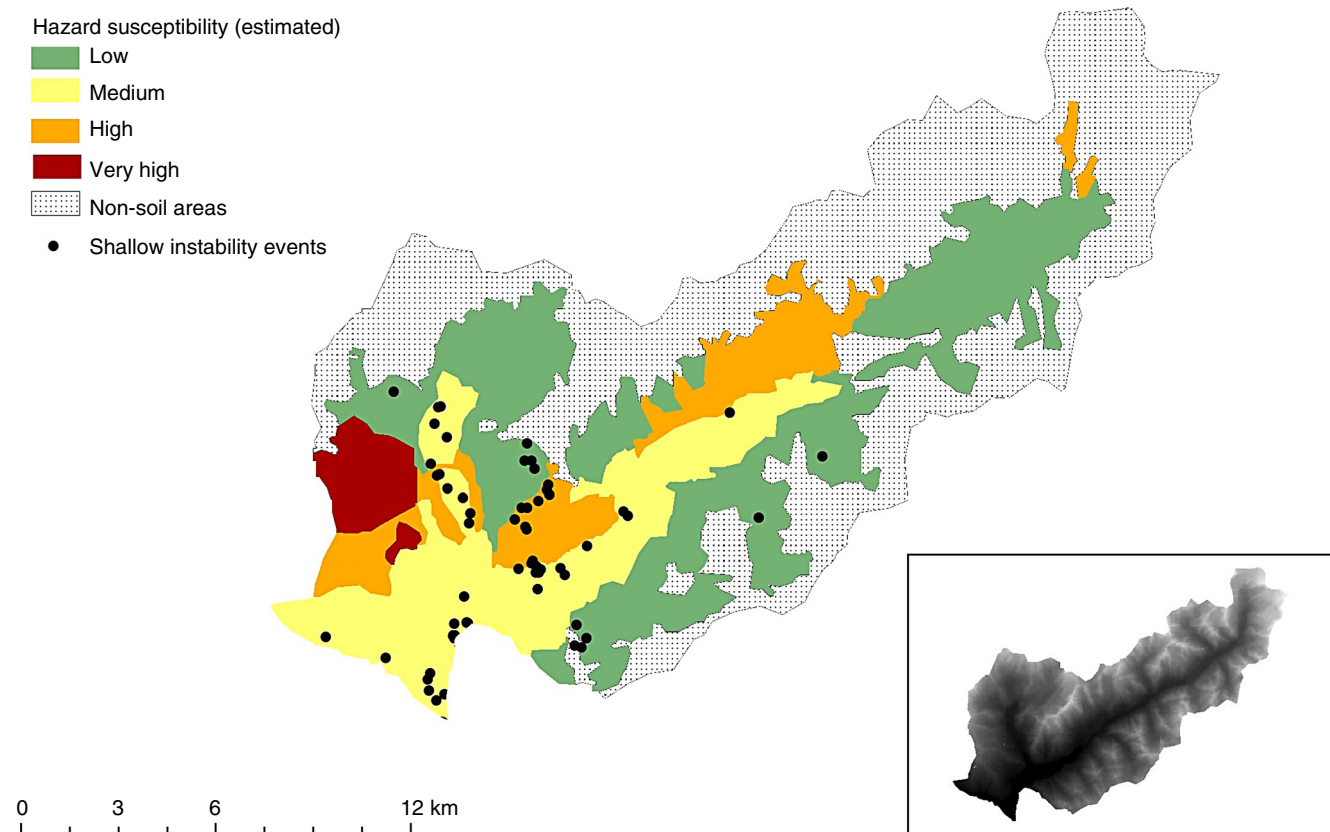 Hazard susceptibility (estimated)
Low
Medium
High
Very high
Non-soil areas
Shallow instability events
0 3 6 12 km